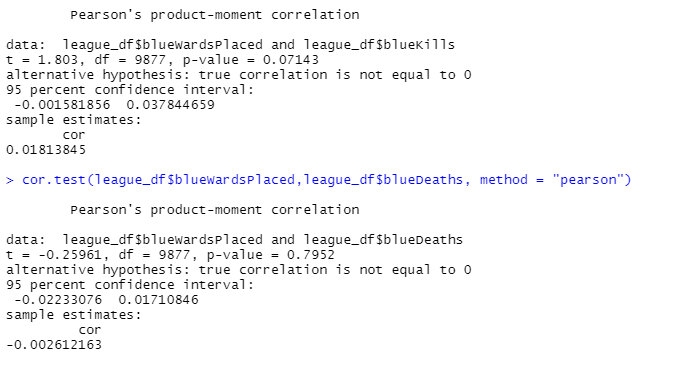 Pearson's product-moment correlation
data:  league_df$blueWardsPlaced and league_df$blueKills
t = 1.803, df = 9877, p-value = 0.07143
alternative hypothesis: true correlation is not equal to 0
95 percent confidence interval:
 -0.001581856  0.037844659
sample estimates:
       cor
0.01813845
> cor.test(league_df$blueWardsPlaced,league_df$blueDeaths, method = "pearson")
Pearson's product-moment correlation
data:  league_df$blueWardsPlaced and league_df$blueDeaths
t = -0.25961, df = 9877, p-value = 0.7952
alternative hypothesis: true correlation is not equal to 0
95 percent confidence interval:
 -0.02233076  0.01710846
sample estimates:
         cor
-0.002612163